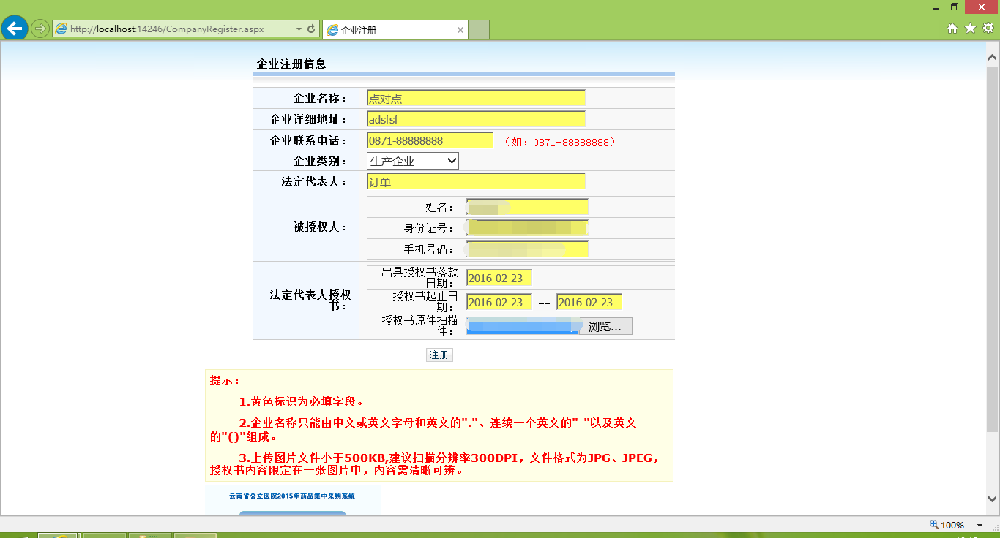 http://localhost:14246/CompanyRegister.aspx
企业注册
企业注册信息
企业名称：
点对点
企业详细地址：
adsfsf
企业联系电话：
0871-88888888
（如：0871-88888888）
企业类别：
生产企业
法定代表人：
订单
被授权人：
姓名：
身份证号：
手机号码：
法定代表人授权
书：
出具授权书落款
日期：
2016-02-23
授权书起止日
期：
2016-02-23 -- 2016-02-23
授权书原件扫描
件：
浏览...
注册
提示：
1.黄色标识为必填字段。
2.企业名称只能由中文或英文字母和英文的"."、连续一个英文的"-"以及英文
的"()"组成。
3.上传图片文件小于500KB,建议扫描分辨率300DPI，文件格式为JPG、JPEG，
授权书内容限定在一张图片中，内容需清晰可辨。
云南省公立医院2015年药品集中采购系统
100%